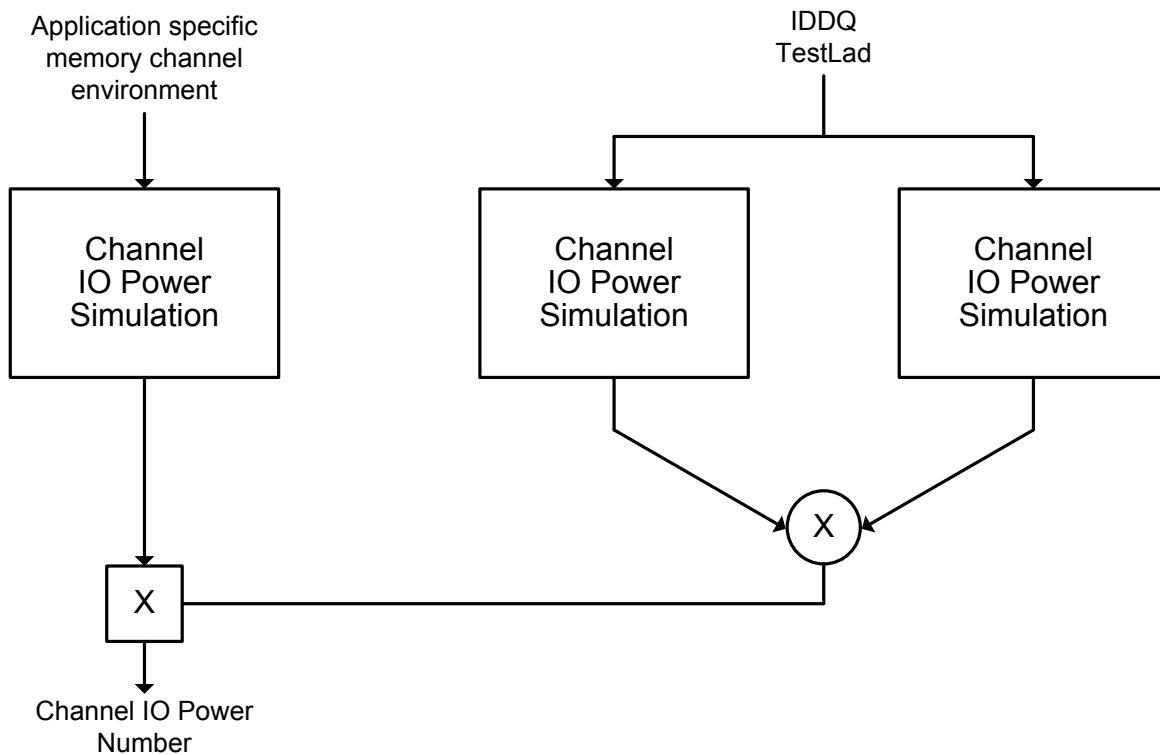 Application specific
memory channel
environment
IDDQ
TestLad
Channel
IO Power
Simulation
Channel
IO Power
Simulation
Channel
IO Power
Simulation
X
X
Channel IO Power
Number